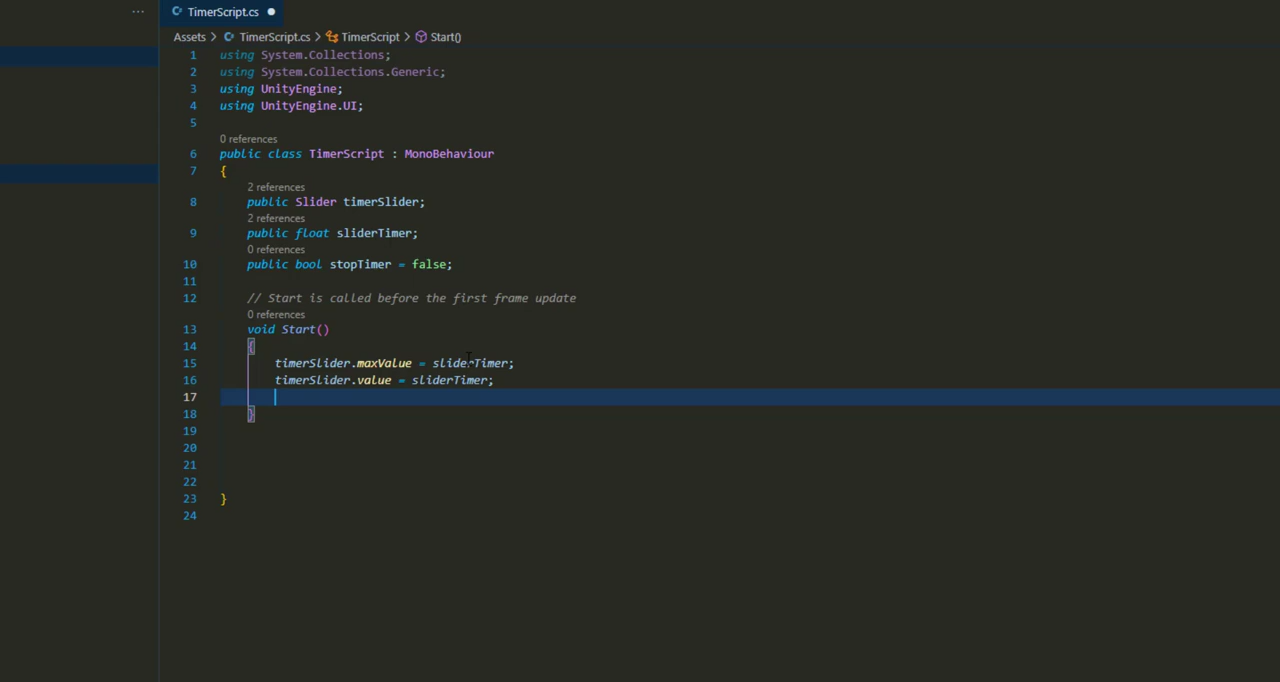 TimerScript.cs
Assets > TimerScript.cs > TimerScript > Start()
1 using System.Collections;
2 using System.Collections.Generic;
3 using UnityEngine;
4 using UnityEngine.UI;
5
0 references
6 public class TimerScript : MonoBehaviour
7 {
2 references
8 public Slider timerSlider;
2 references
9 public float sliderTimer;
0 references
10 public bool stopTimer = false;
11
12 // Start is called before the first frame update
0 references
13 void Start()
14 {
15 timerSlider.maxValue = sliderTimer;
16 timerSlider.value = sliderTimer;
17
18 }
19
20
21
22
23 }
24